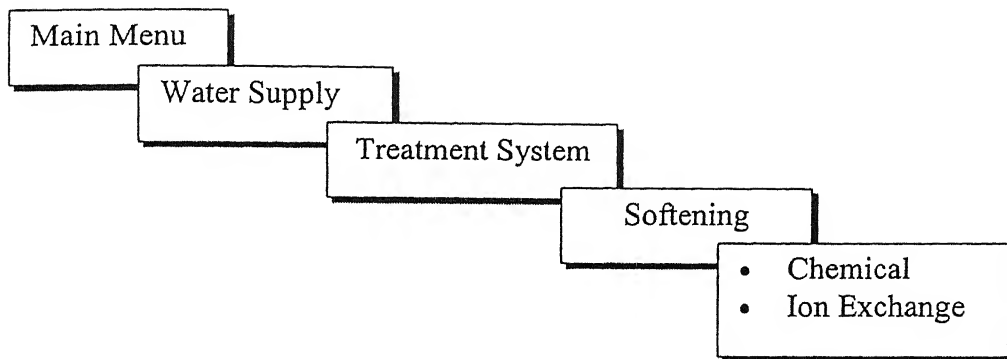 Main Menu
Water Supply
Treatment System
Softening
• Chemical
• Ion Exchange